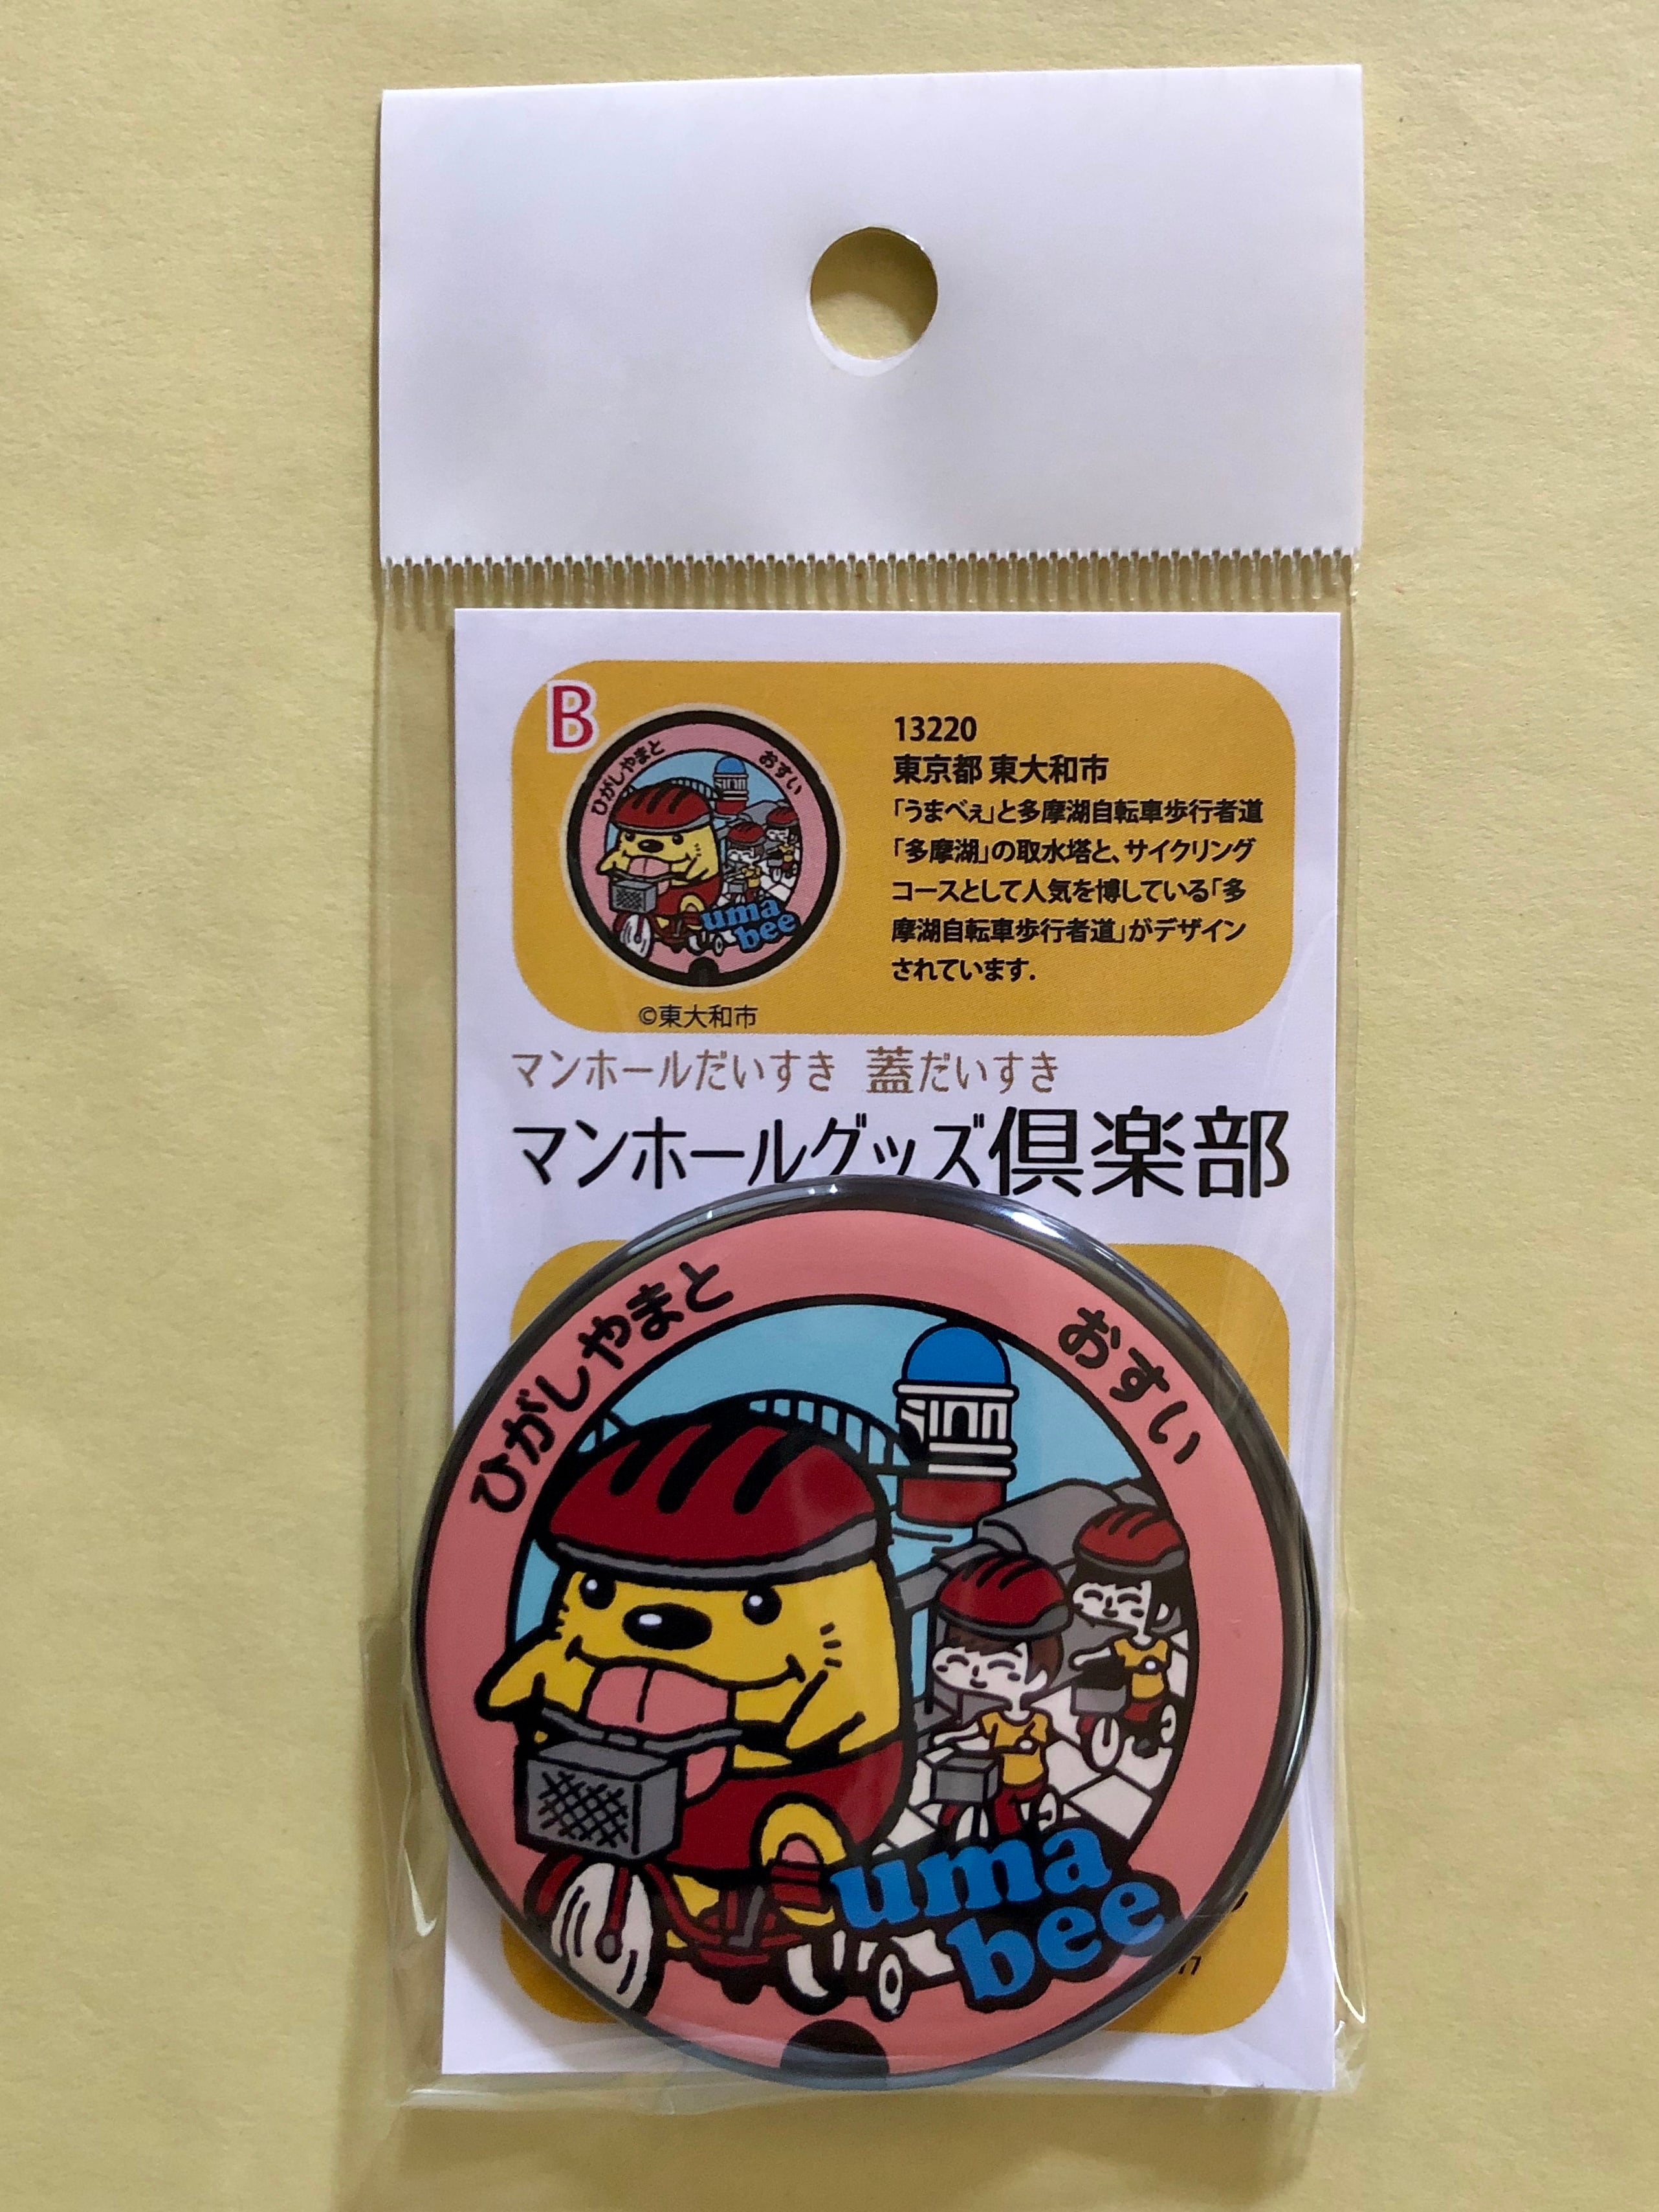 B
ひがしやまと
おすい
uma
bee
©東大和市
13220
東京都 東大和市
「うまべぇ」と多摩湖自転車歩行者道
「多摩湖」の取水塔と、サイクリング
コースとして人気を博している「多
摩湖自転車歩行者道」がデザイン
されています.
マンホールだいすき 蓋だいすき
マンホールグッズ倶楽部
ひがしやまと
おすい
uma
bee